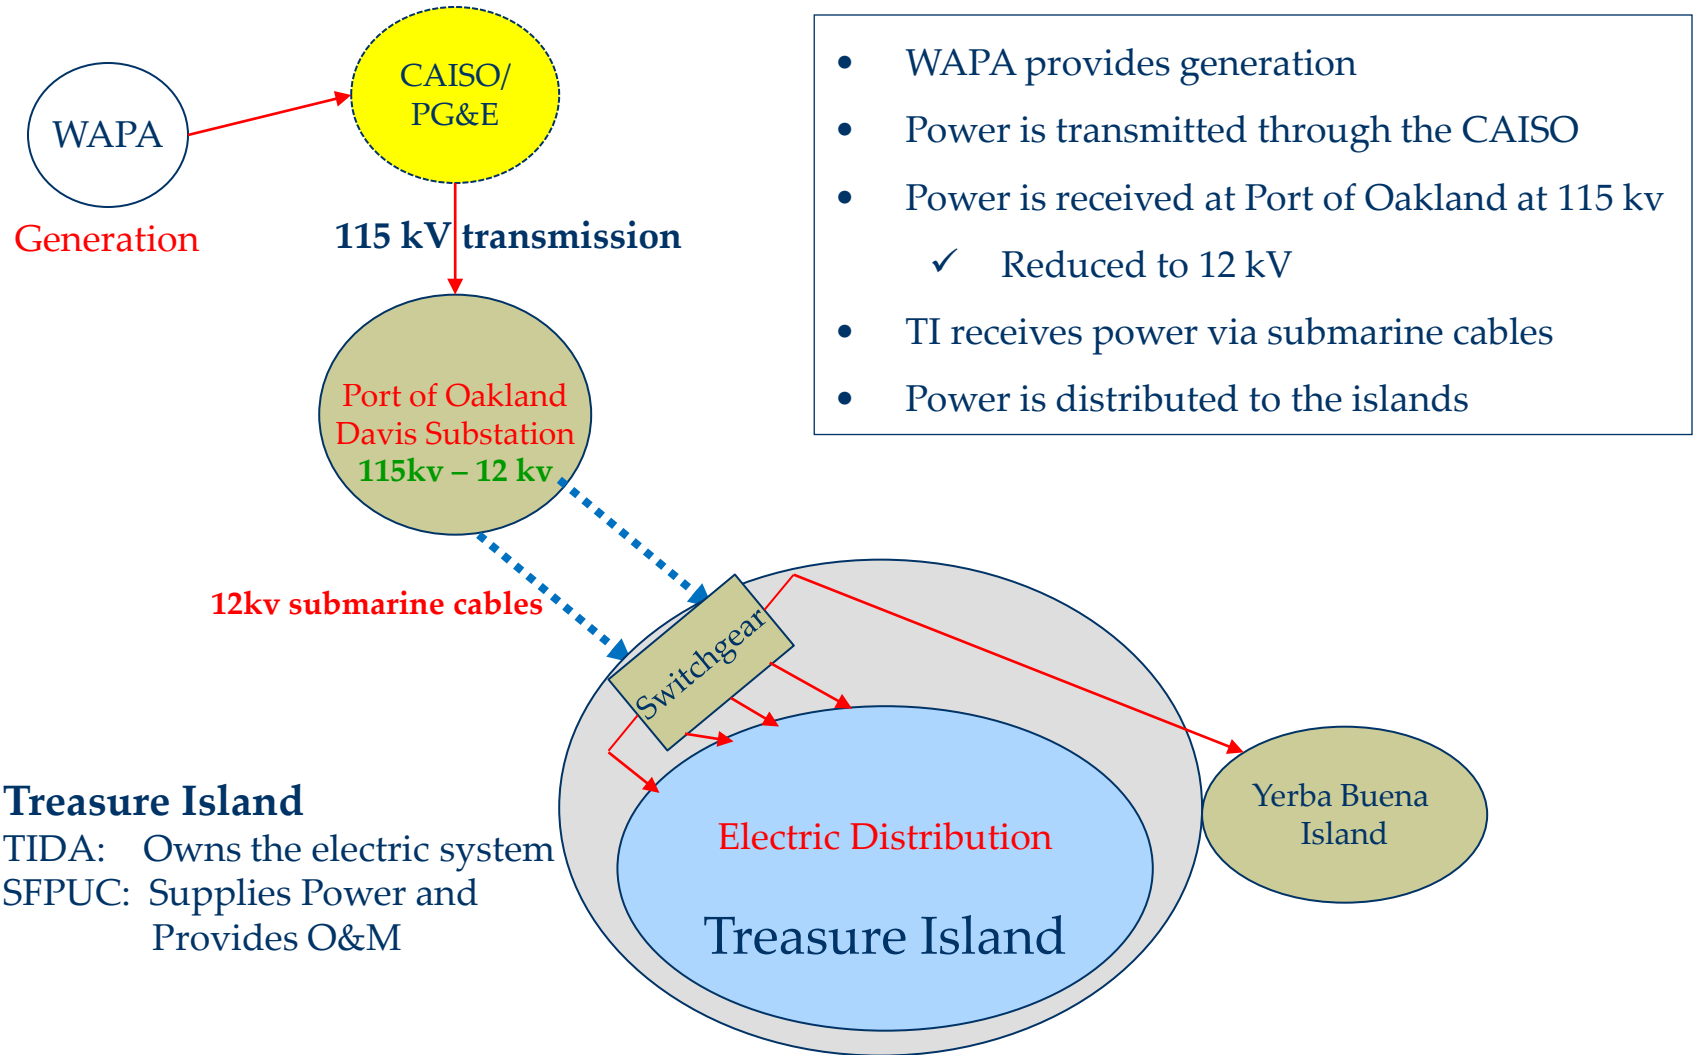 WAPA
Generation
CAISO/
PG&E
115 kV transmission
Port of Oakland
Davis Substation
115kv – 12 kv
12kv submarine cables
Switchgear
Electric Distribution
Treasure Island
Yerba Buena
Island
Treasure Island
TIDA: Owns the electric system
SFPUC: Supplies Power and
Provides O&M
• WAPA provides generation
• Power is transmitted through the CAISO
• Power is received at Port of Oakland at 115 kv
✓ Reduced to 12 kV
• TI receives power via submarine cables
• Power is distributed to the islands